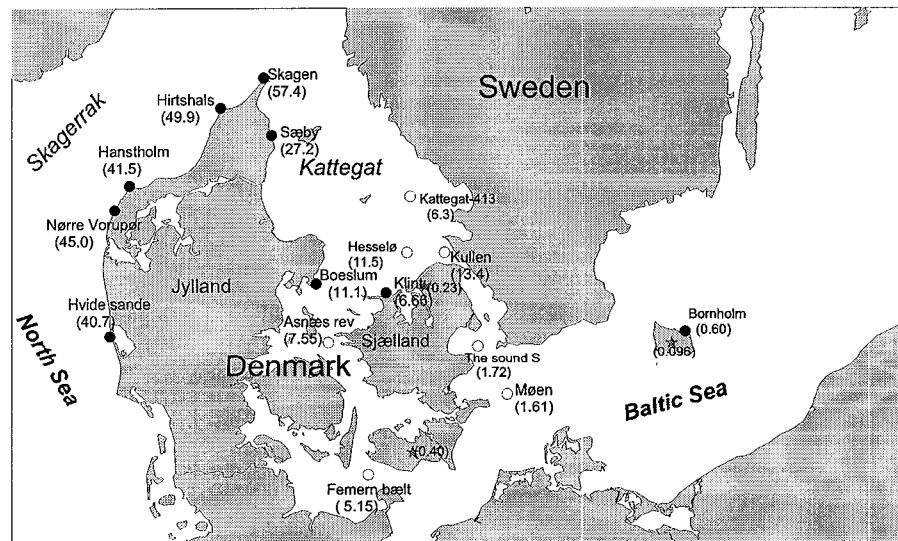 Skagen
(57.4)
Sweden
Hirtshals
(49.9)
Skagerrak
Sæby
(27.2)
Hanstholm
(41.5)
Kattegat
Kattegat-413
(6.3)
Nørre Vorupør
(45.0)
Hesselø
(11.5)
Kullen
(13.4)
Boeslum
(11.1)
Klint
(6.66)
(0.23)
Jylland
Hvide sande
(40.7)
Asnæs rev
(7.55)
Sjælland
Bornholm
(0.60)
(0.096)
North Sea
Denmark
The sound S
(1.72)
Møen
(1.61)
Baltic Sea
(0.40)
Femern bælt
( 5.15)